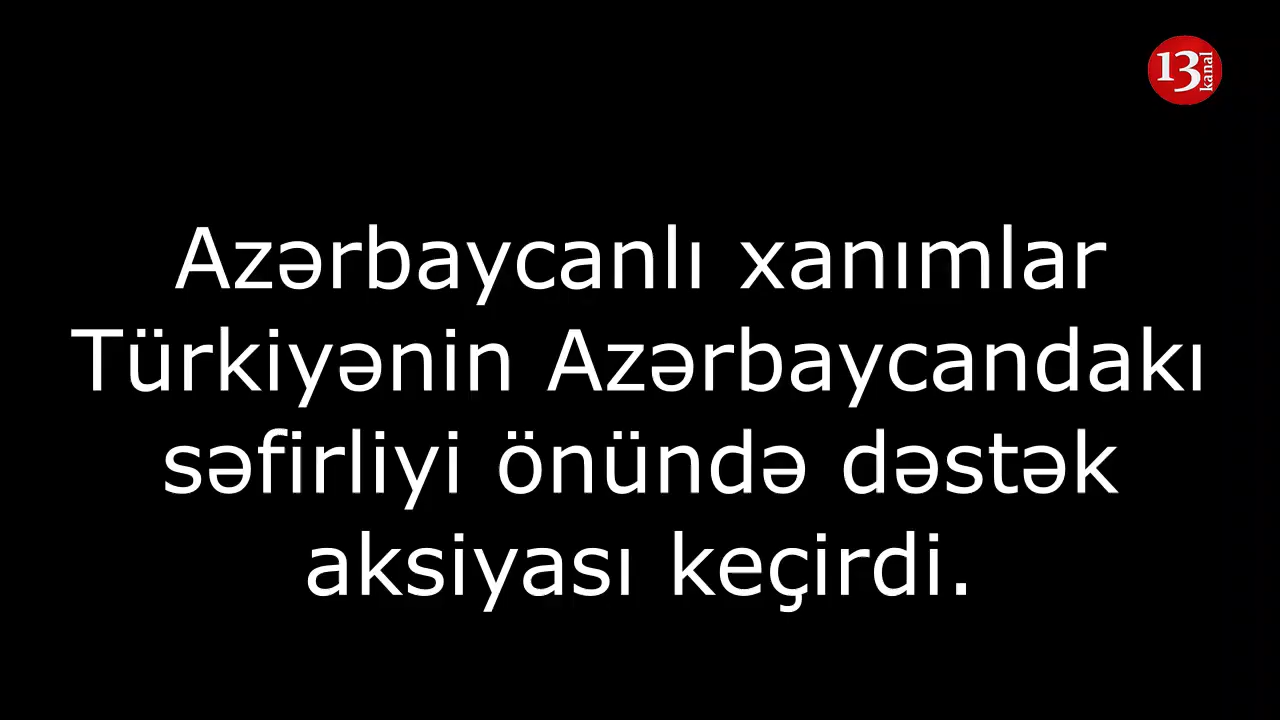 13 kanal
Azərbaycanlı xanımlar
Türkiyənin Azərbaycandakı
səfirliyi önündə dəstək
aksiyası keçirdi.